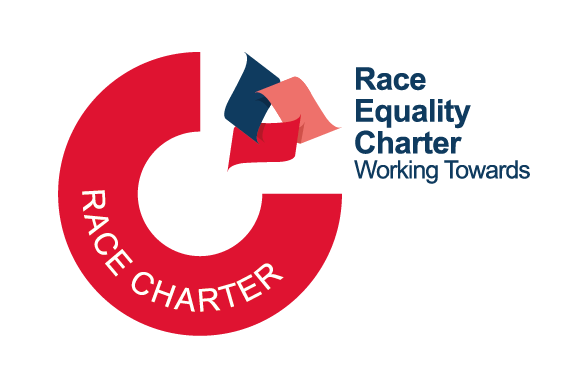 Race
Equality
Charter
Working Towards
RACE CHARTER